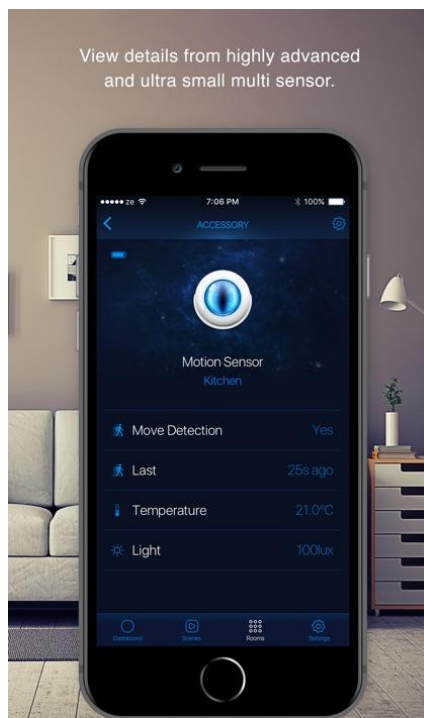 View details from highly advanced
and ultra small multi sensor.
ze 7:06 PM 100%
ACCESSORY
Motion Sensor
Kitchen
Move Detection Yes
Last 25s ago
Temperature 21.0°C
Light 100lux
Dashboard Scenes Rooms Settings